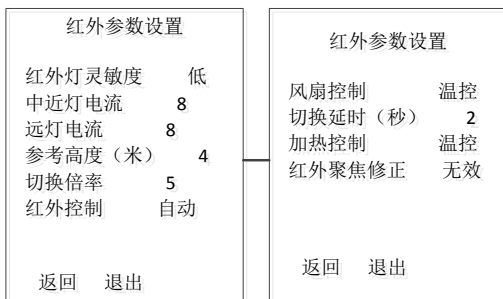 红外参数设置
红外灯灵敏度 低
中近灯电流 8
远灯电流 8
参考高度（米） 4
切换倍率 5
红外控制 自动
返回 退出
红外参数设置
风扇控制 温控
切换延时（秒） 2
加热控制 温控
红外聚焦修正 无效
返回 退出